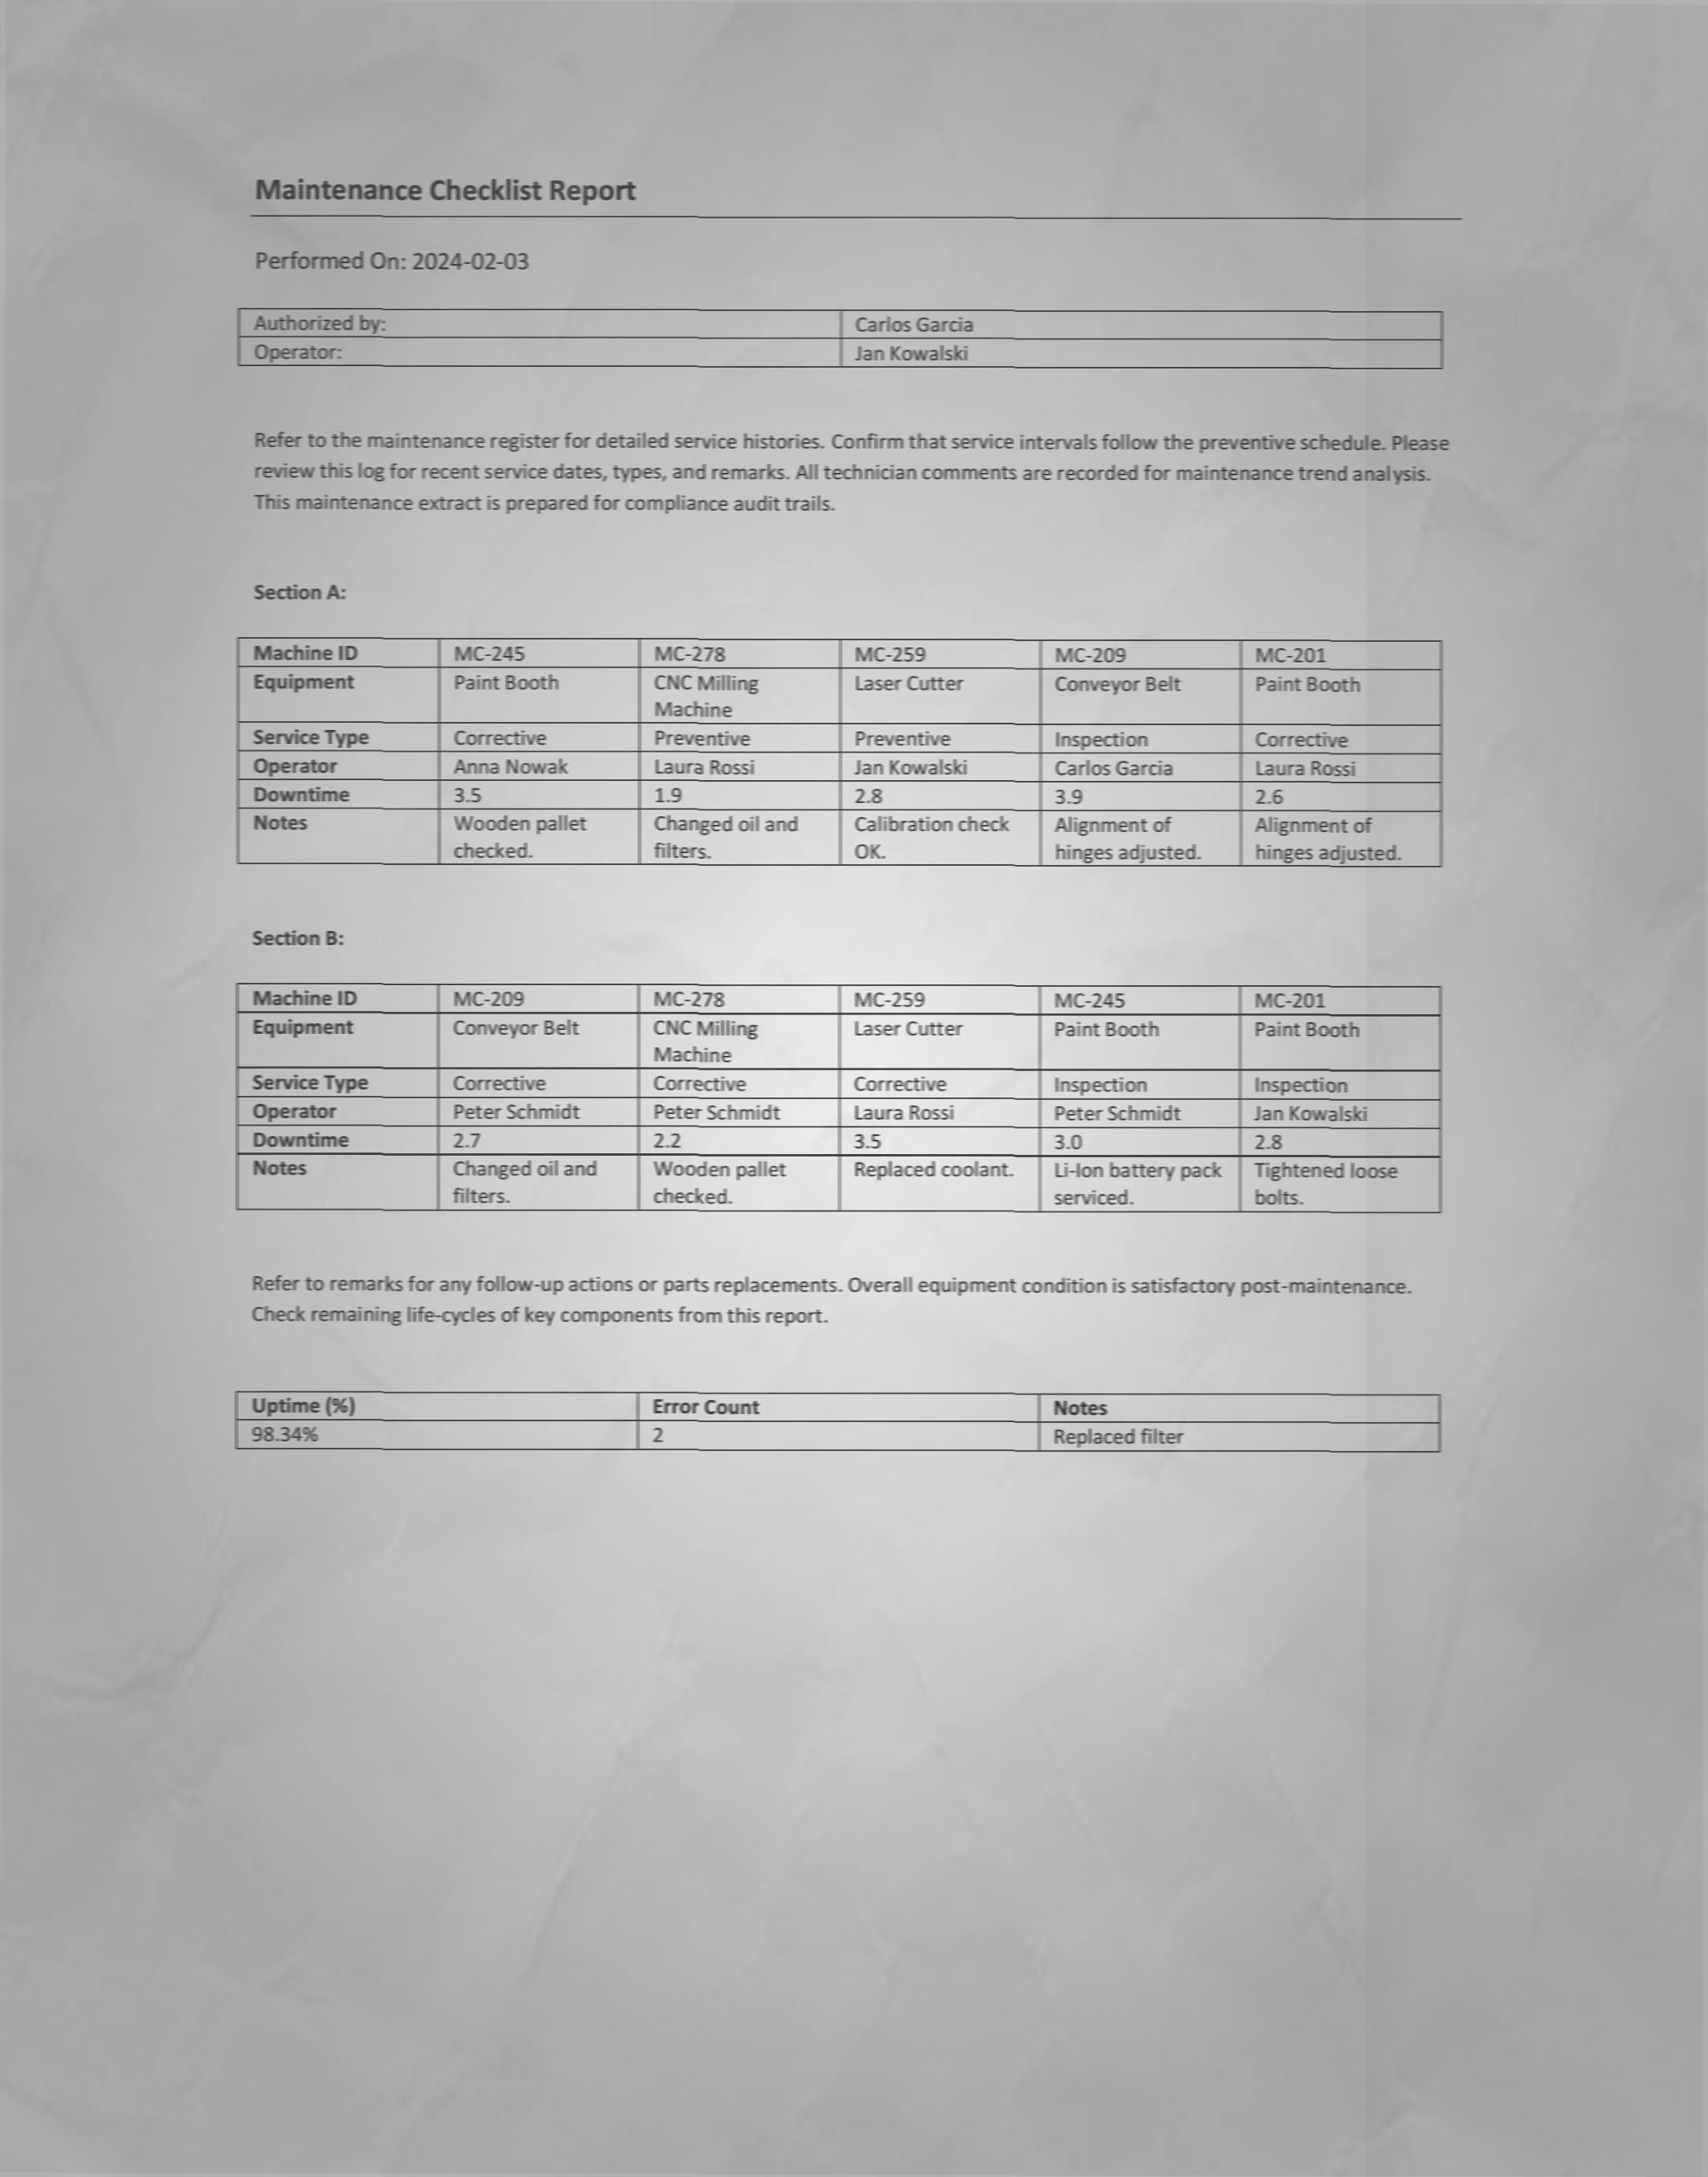 Maintenance Checklist Report
Performed On: 2024-02-03
Authorized by: Carlos Garcia
Operator: Jan Kowalski
Refer to the maintenance register for detailed service histories. Confirm that service intervals follow the preventive schedule. Please
review this log for recent service dates, types, and remarks. All technician comments are recorded for maintenance trend analysis.
This maintenance extract is prepared for compliance audit trails.
Section A:
Machine ID MC-245 MC-278 MC-259 MC-209 MC-201
Equipment Paint Booth CNC Milling Laser Cutter Conveyor Belt Paint Booth
Machine
Service Type Corrective Preventive Preventive Inspection Corrective
Operator Anna Nowak Laura Rossi Jan Kowalski Carlos Garcia Laura Rossi
Downtime 3.5 1.9 2.8 3.9 2.6
Notes Wooden pallet Changed oil and Calibration check Alignment of Alignment of
checked. filters. OK. hinges adjusted. hinges adjusted.
Section B:
Machine ID MC-209 MC-278 MC-259 MC-245 MC-201
Equipment Conveyor Belt CNC Milling Laser Cutter Paint Booth Paint Booth
Machine
Service Type Corrective Corrective Corrective Inspection Inspection
Operator Peter Schmidt Peter Schmidt Laura Rossi Peter Schmidt Jan Kowalski
Downtime 2.7 2.2 3.5 3.0 2.8
Notes Changed oil and Wooden pallet Replaced coolant. Li-Ion battery pack Tightened loose
filters. checked. serviced. bolts.
Refer to remarks for any follow-up actions or parts replacements. Overall equipment condition is satisfactory post-maintenance.
Check remaining life-cycles of key components from this report.
Uptime (%) Error Count Notes
98.34% 2 Replaced filter